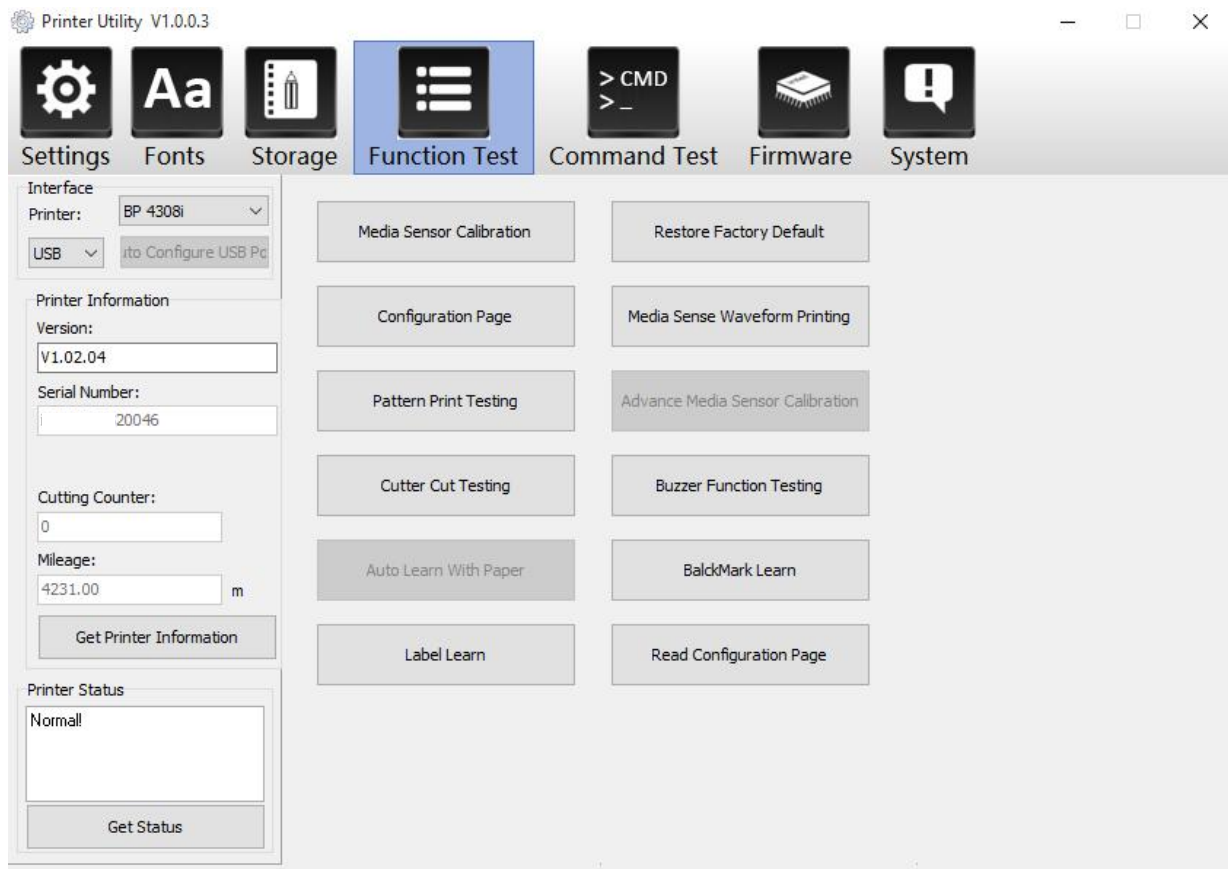 Printer Utility V1.0.0.3
Aa
> CMD
> _
Settings Fonts Storage Function Test Command Test Firmware System
Interface
Printer: BP 4308i
USB
Printer Information
Version:
V1.02.04
Serial Number:
20046
Cutting Counter:
0
Mileage:
4231.00 m
Get Printer Information
Printer Status
Normal!
Get Status
Media Sensor Calibration Restore Factory Default
Configuration Page Media Sense Waveform Printing
Pattern Print Testing Advance Media Sensor Calibration
Cutter Cut Testing Buzzer Function Testing
Auto Learn With Paper BalckMark Learn
Label Learn Read Configuration Page